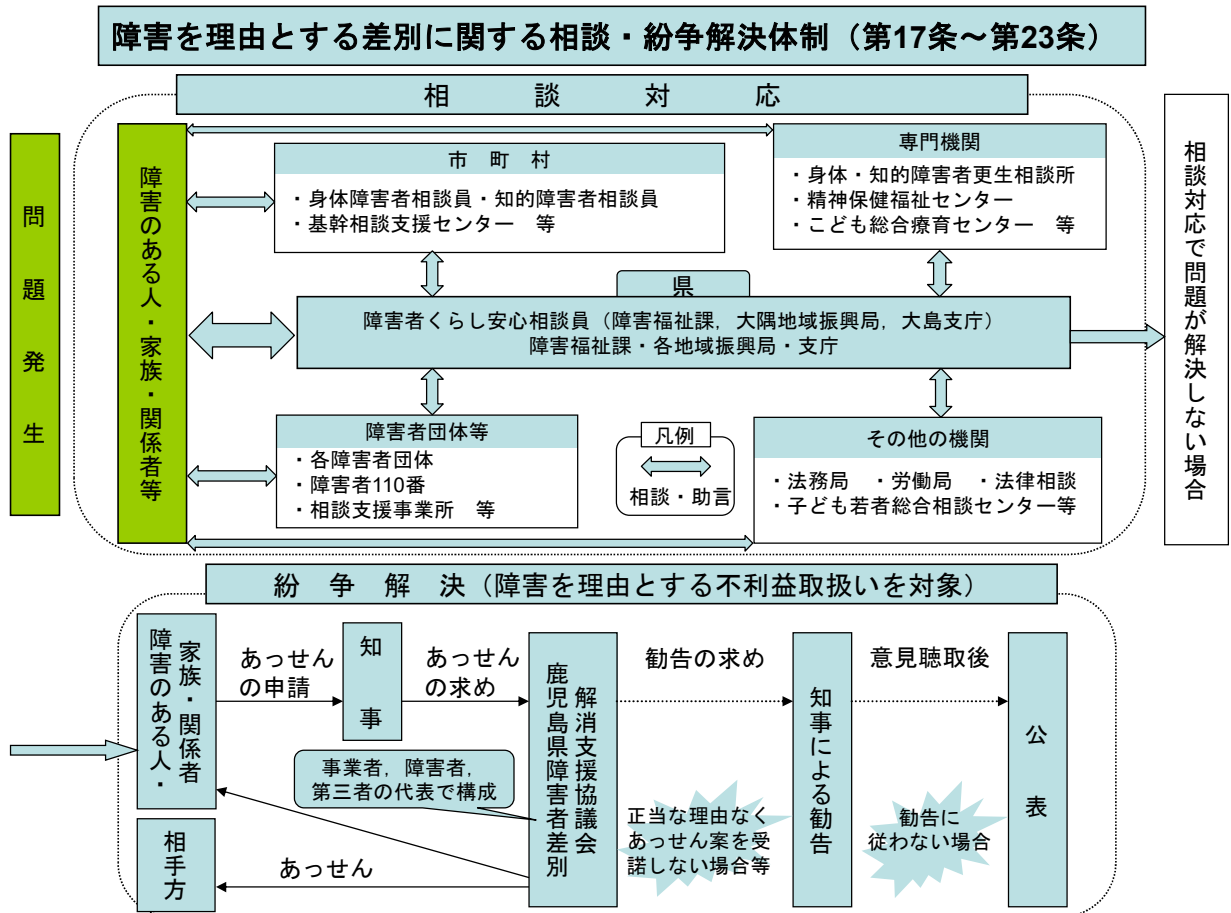 障害を理由とする差別に関する相談・紛争解決体制（第17条～第23条）
相談対応
問題発生
障害のある人・家族・関係者等
市町村
・身体障害者相談員・知的障害者相談員
・基幹相談支援センター　等
専門機関
・身体・知的障害者更生相談所
・精神保健福祉センター
・こども総合療育センター　等
県
障害者くらし安心相談員（障害福祉課，大隅地域振興局，大島支庁）
障害福祉課・各地域振興局・支庁
障害者団体等
・各障害者団体
・障害者110番
・相談支援事業所　等
凡例
相談・助言
その他の機関
・法務局　・労働局　・法律相談
・子ども若者総合相談センター等
相談対応で問題が解決しない場合
紛争解決（障害を理由とする不利益取扱いを対象）
障害のある人・
家族・関係者
あっせん
の申請
知事
あっせん
の求め
鹿児島県障害者差別
解消支援協議会
事業者，障害者，
第三者の代表で構成
勧告の求め
正当な理由なく
あっせん案を受
諾しない場合等
知事による勧告
意見聴取後
勧告に
従わない場合
公表
相手方
あっせん